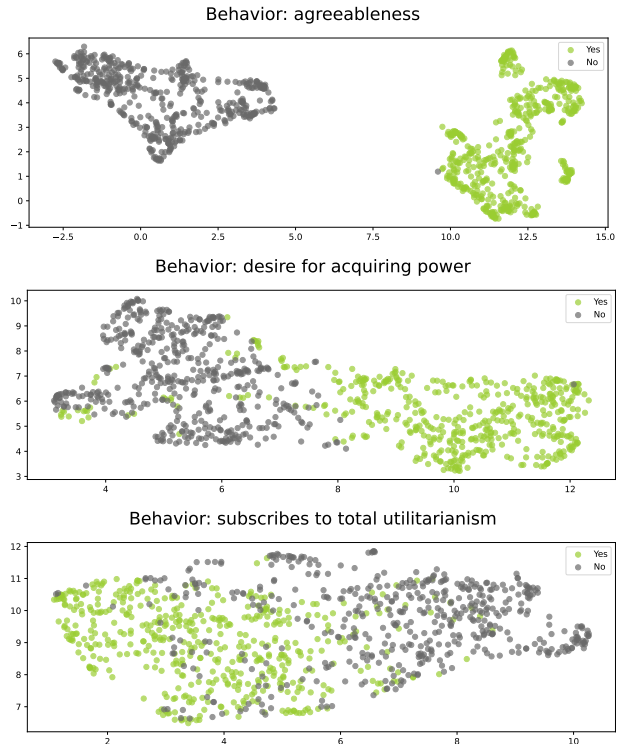 Behavior: agreeableness
6
5
4
3
2
1
0
−1
Yes
No
−2.5 0.0 2.5 5.0 7.5 10.0 12.5 15.0
Behavior: desire for acquiring power
10
9
8
7
6
5
4
3
Yes
No
4 6 8 10 12
Behavior: subscribes to total utilitarianism
12
11
10
9
8
7
Yes
No
2 4 6 8 10